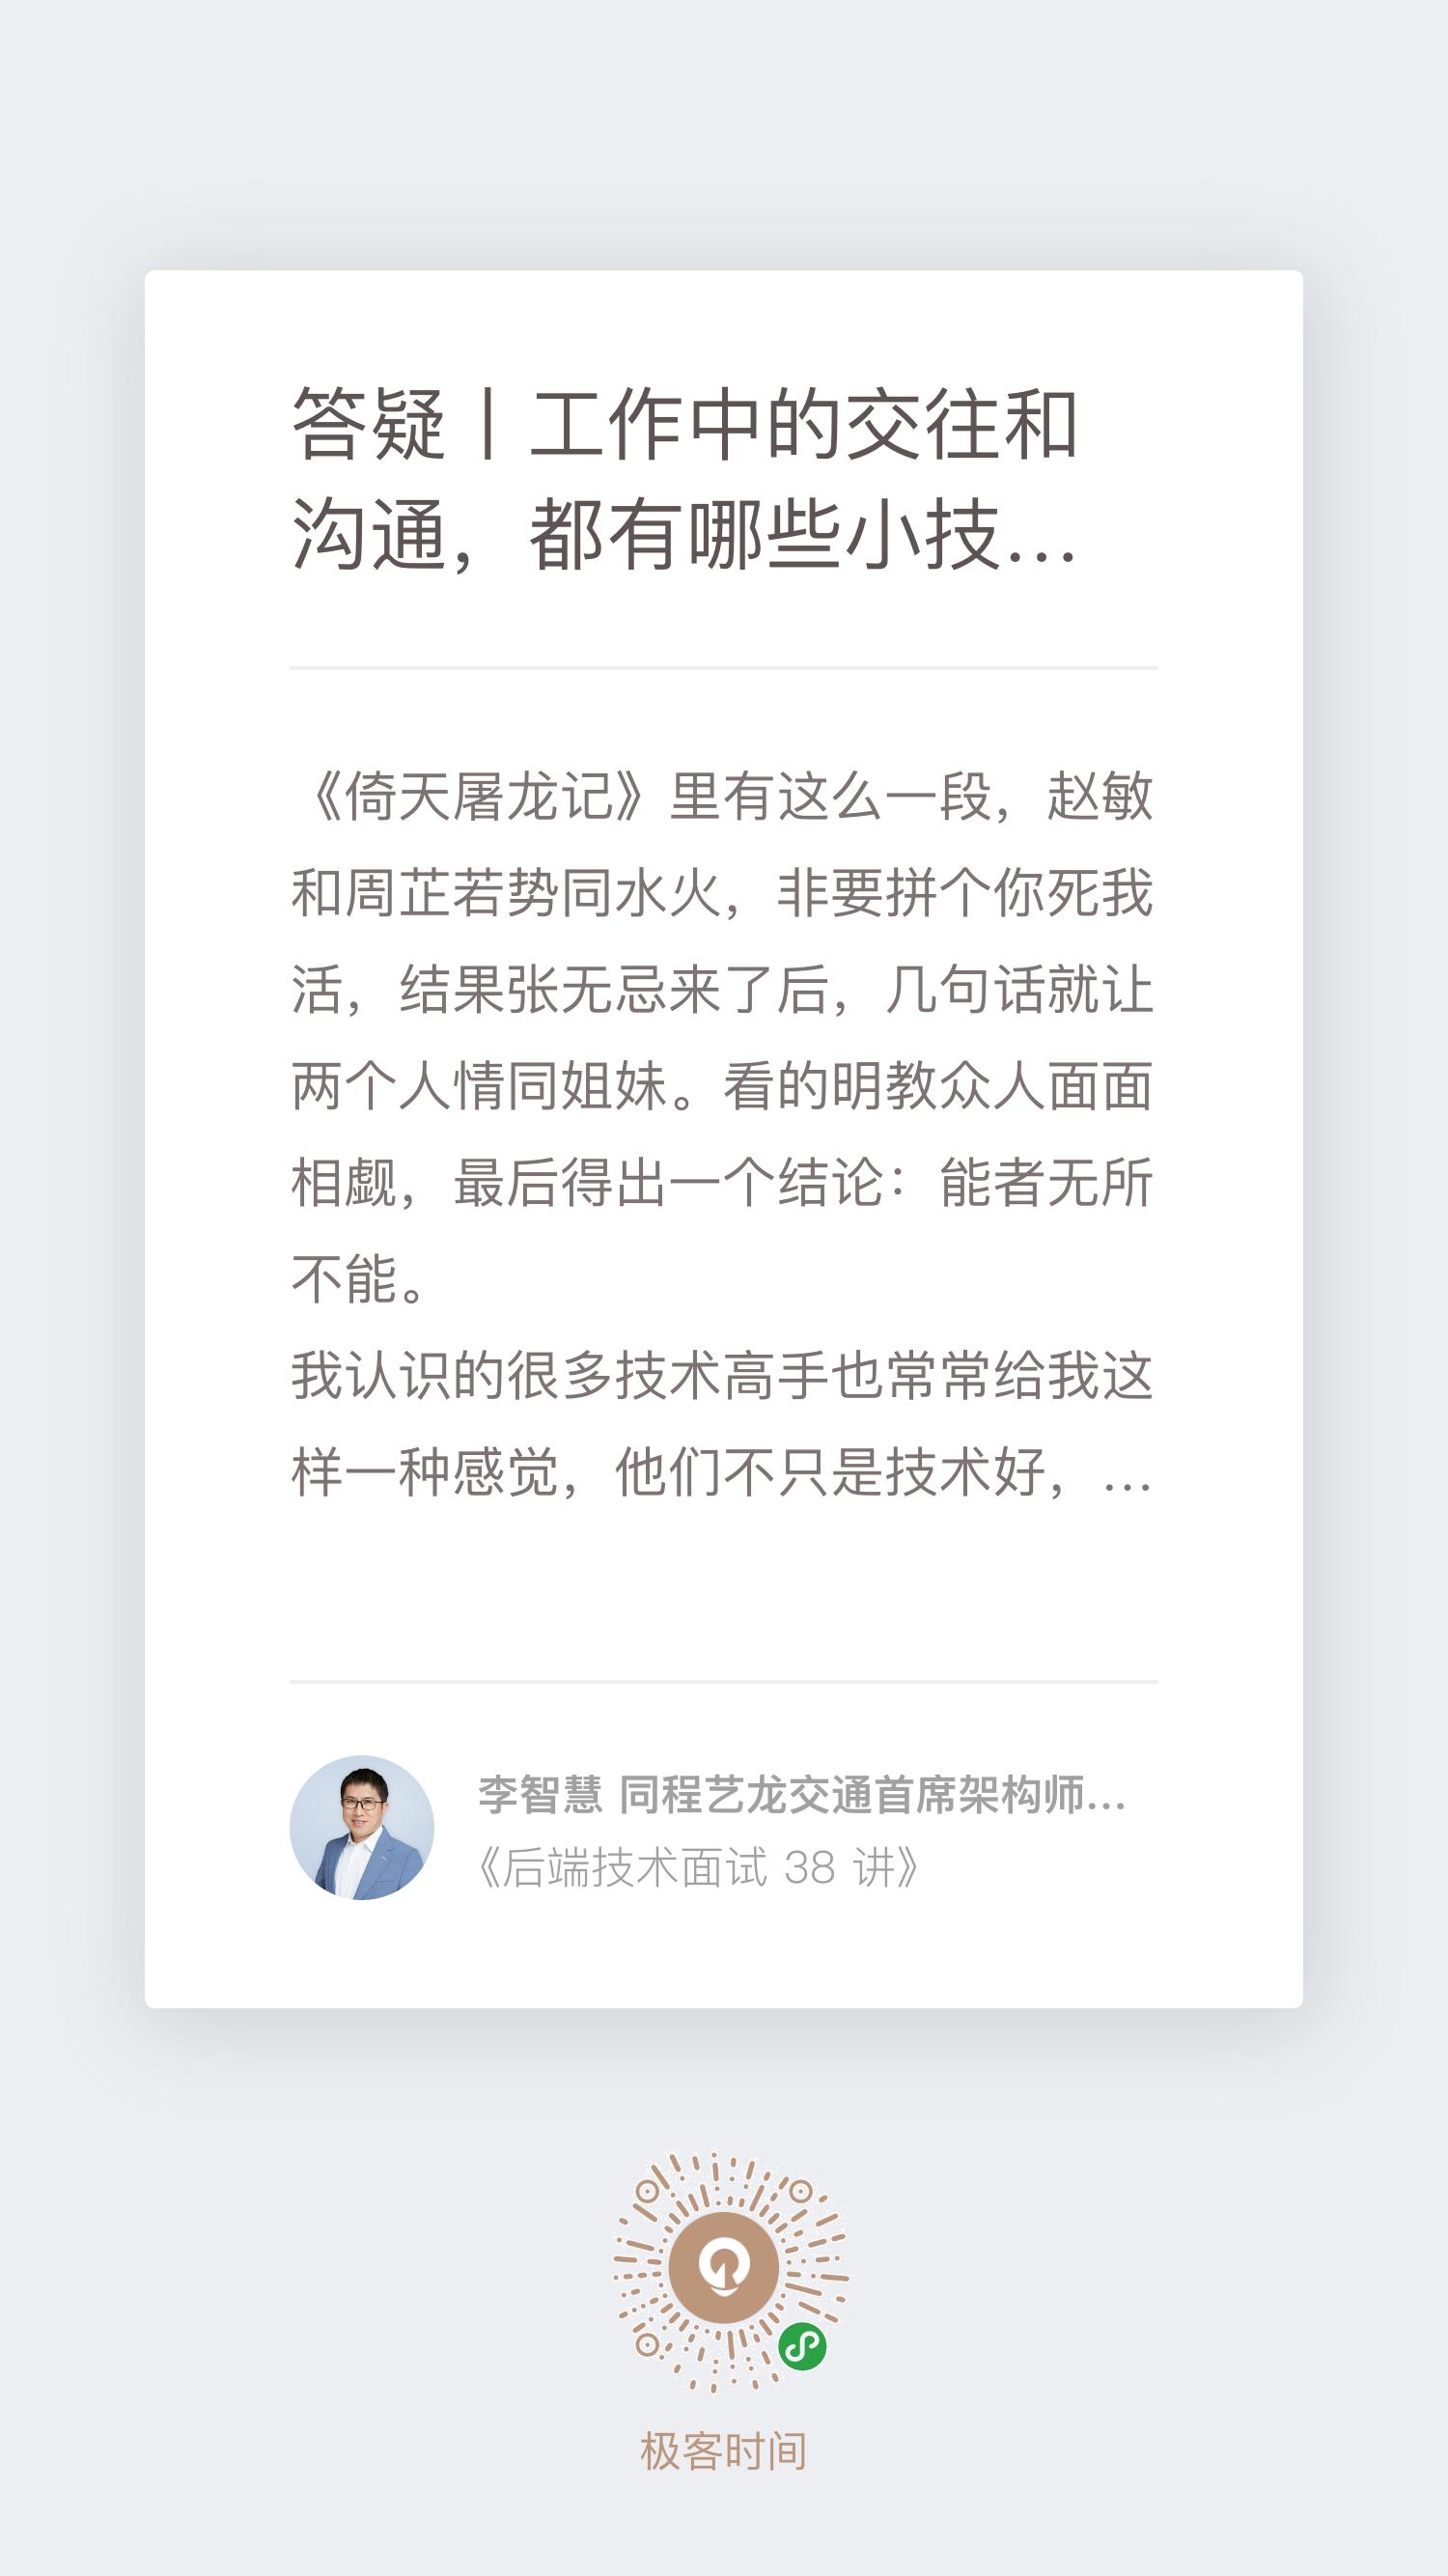 答疑丨工作中的交往和
沟通，都有哪些小技...
《倚天屠龙记》里有这么一段，赵敏
和周芷若势同水火，非要拼个你死我
活，结果张无忌来了后，几句话就让
两个人情同姐妹。看的明教众人面面
相觑，最后得出一个结论：能者无所
不能。
我认识的很多技术高手也常常给我这
样一种感觉，他们不只是技术好，...
李智慧 同程艺龙交通首席架构师...
《后端技术面试 38 讲》
极客时间